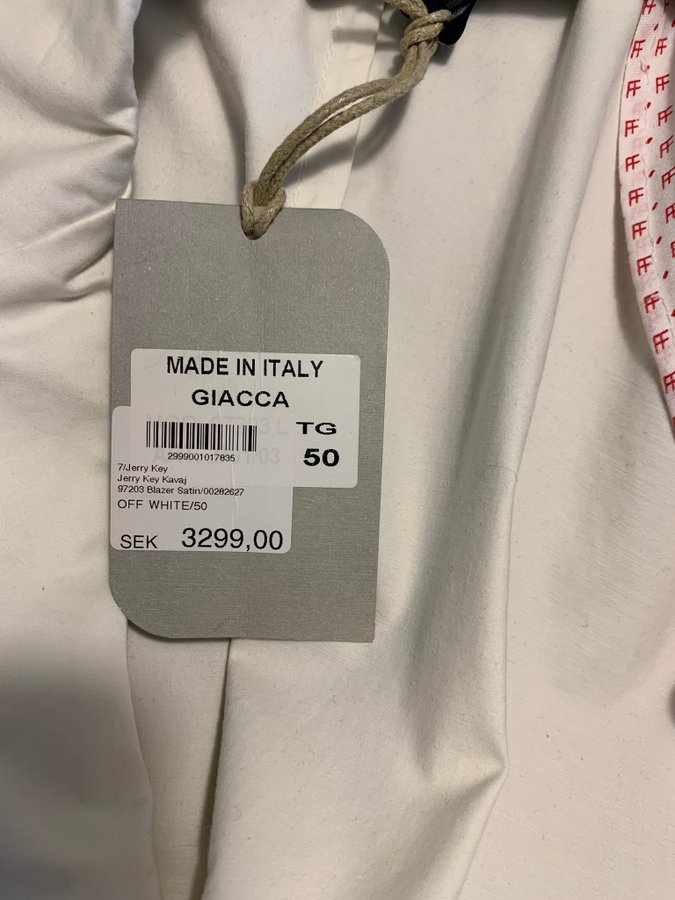 MADE IN ITALY
GIACCA
TG
50
2999001017835
7/Jerry Key
Jerry Key Kavaj
97203 Blazer Satin/00282627
OFF WHITE/50
SEK 3299,00